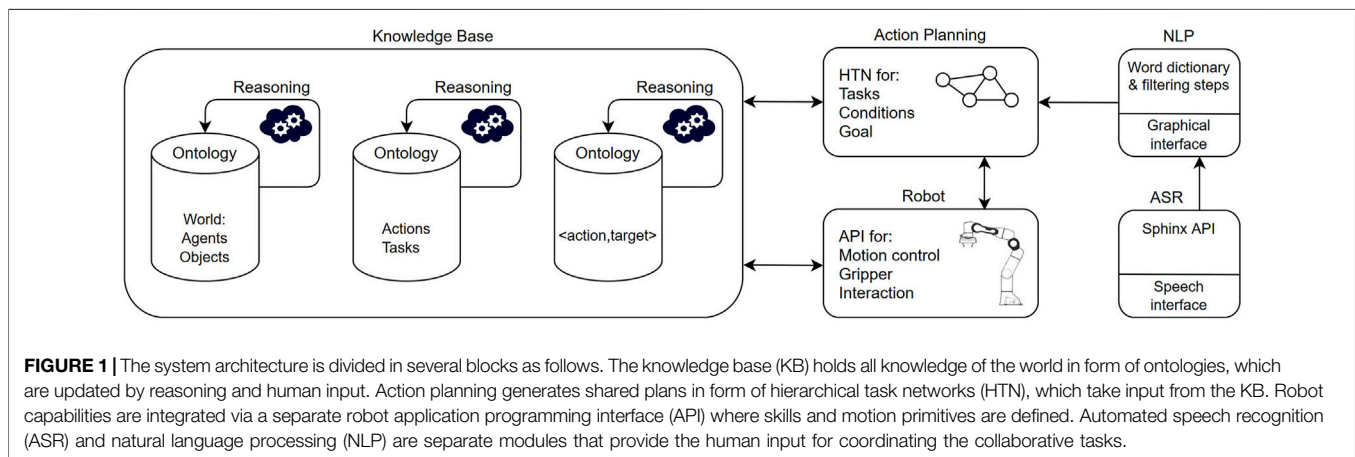 Knowledge Base
Reasoning
Ontology
World:
Agents
Objects
Reasoning
Ontology
Actions
Tasks
Reasoning
Ontology
<action,target>
Action Planning
HTN for:
Tasks
Conditions
Goal
Robot
API for:
Motion control
Gripper
Interaction
NLP
Word dictionary
& filtering steps
Graphical
interface
ASR
Sphinx API
Speech
interface
FIGURE 1 | The system architecture is divided in several blocks as follows. The knowledge base (KB) holds all knowledge of the world in form of ontologies, which
are updated by reasoning and human input. Action planning generates shared plans in form of hierarchical task networks (HTN), which take input from the KB. Robot
capabilities are integrated via a separate robot application programming interface (API) where skills and motion primitives are defined. Automated speech recognition
(ASR) and natural language processing (NLP) are separate modules that provide the human input for coordinating the collaborative tasks.